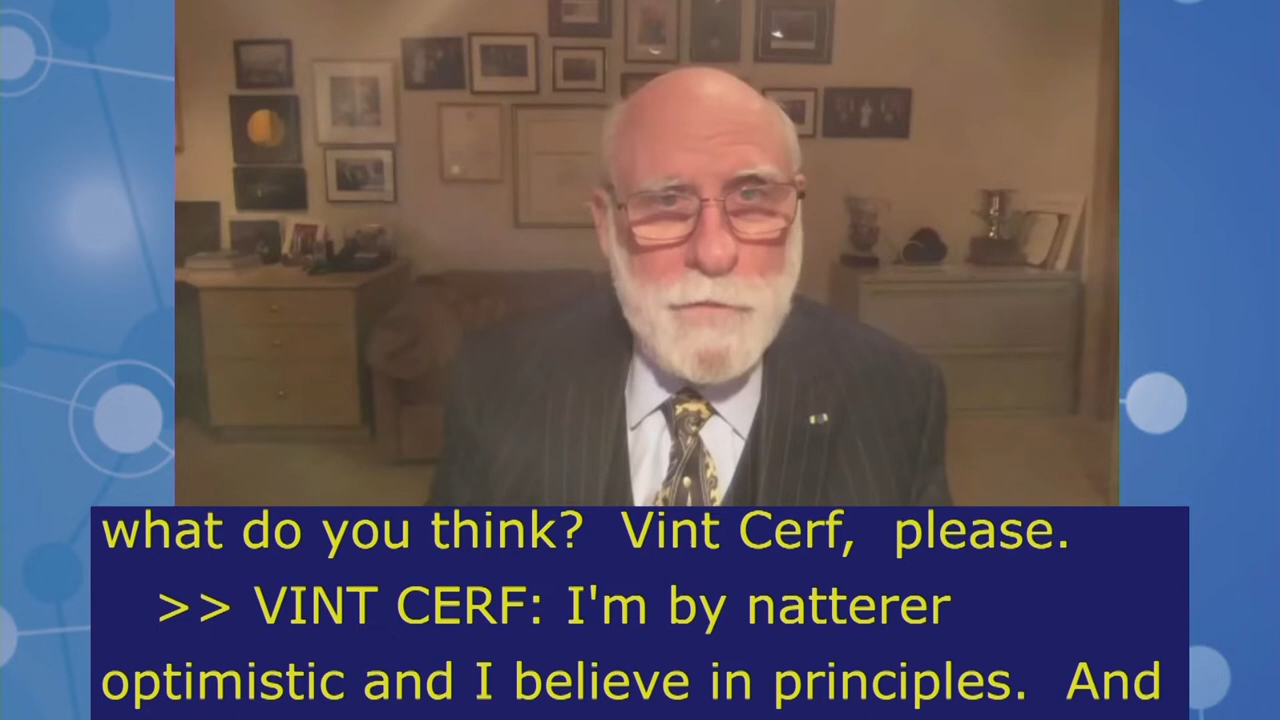 what do you think?  Vint Cerf,  please.
>> VINT CERF: I'm by natterer
optimistic and I believe in principles.  And